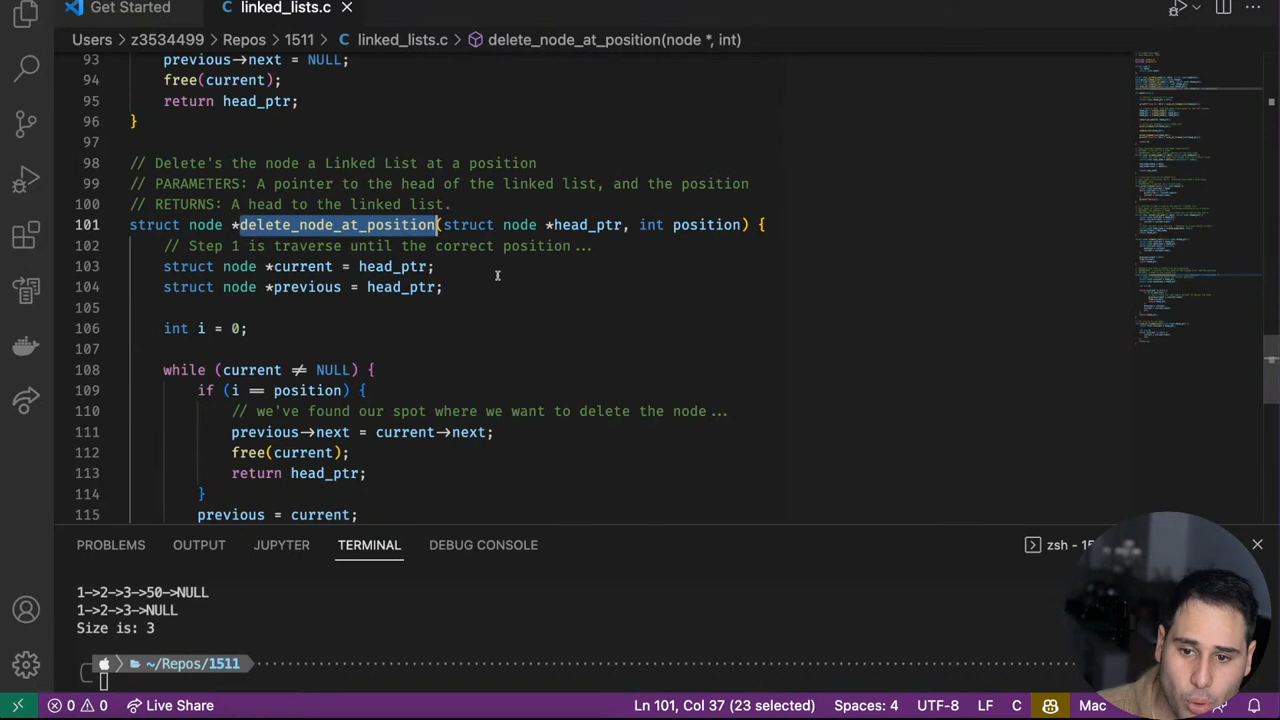 Get Started linked_lists.c
Users > z3534499 > Repos > 1511 > linked_lists.c > delete_node_at_position(node *, int)
93 previous->next = NULL;
94 free(current);
95 return head_ptr;
96 }
97
98 // Delete's the node a Linked List at a position
99 // PARAMETERS: A pointer to the head of the linked list, and the position
100 // RETURNS: A head to the linked list
101 struct node *delete_node_at_position(struct node *head_ptr, int position) {
102 // Step 1 is traverse until the correct position...
103 struct node *current = head_ptr;
104 struct node *previous = head_ptr;
105
106 int i = 0;
107
108 while (current != NULL) {
109 if (i == position) {
110 // we've found our spot where we want to delete the node...
111 previous->next = current->next;
112 free(current);
113 return head_ptr;
114 }
115 previous = current;
PROBLEMS OUTPUT JUPYTER TERMINAL DEBUG CONSOLE zsh - 15
1->2->3->50->NULL
1->2->3->NULL
Size is: 3
~/Repos/1511
0 0 Live Share Ln 101, Col 37 (23 selected) Spaces: 4 UTF-8 LF C Mac